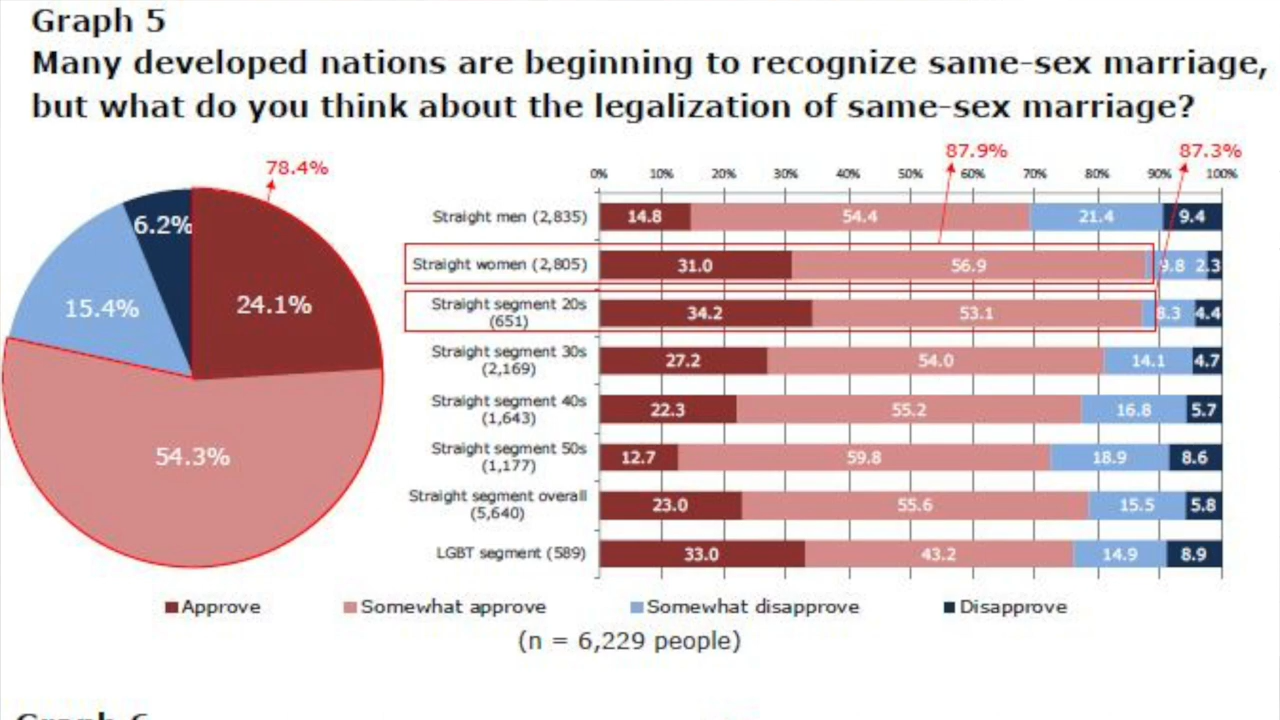 Graph 5
Many developed nations are beginning to recognize same-sex marriage,
but what do you think about the legalization of same-sex marriage?
78.4%
6.2%
24.1%
15.4%
54.3%
87.9%
87.3%
0% 10% 20% 30% 40% 50% 60% 70% 80% 90% 100%
Straight men (2,835) 14.8 54.4 21.4 9.4
Straight women (2,805) 31.0 56.9 9.8 2.3
Straight segment 20s
(651) 34.2 53.1 8.3 4.4
Straight segment 30s
(2,169) 27.2 54.0 14.1 4.7
Straight segment 40s
(1,643) 22.3 55.2 16.8 5.7
Straight segment 50s
(1,177) 12.7 59.8 18.9 8.6
Straight segment overall
(5,640) 23.0 55.6 15.5 5.8
LGBT segment (589) 33.0 43.2 14.9 8.9
Approve Somewhat approve Somewhat disapprove Disapprove
(n = 6,229 people)